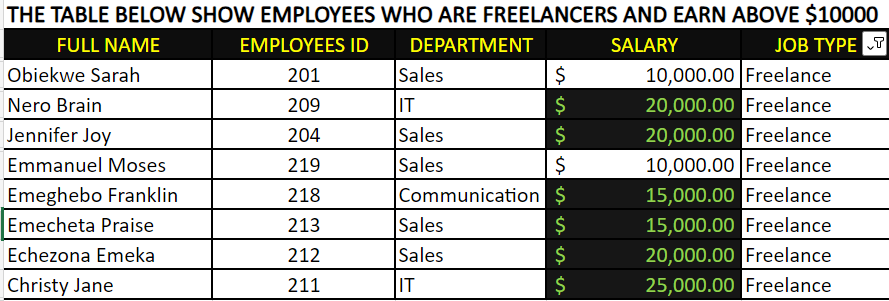 THE TABLE BELOW SHOW EMPLOYEES WHO ARE FREELANCERS AND EARN ABOVE $10000
FULL NAME EMPLOYEES ID DEPARTMENT SALARY JOB TYPE
Obiekwe Sarah 201 Sales $ 10,000.00 Freelance
Nero Brain 209 IT $ 20,000.00 Freelance
Jennifer Joy 204 Sales $ 20,000.00 Freelance
Emmanuel Moses 219 Sales $ 10,000.00 Freelance
Emeghebo Franklin 218 Communication $ 15,000.00 Freelance
Emecheta Praise 213 Sales $ 15,000.00 Freelance
Echezona Emeka 212 Sales $ 20,000.00 Freelance
Christy Jane 211 IT $ 25,000.00 Freelance